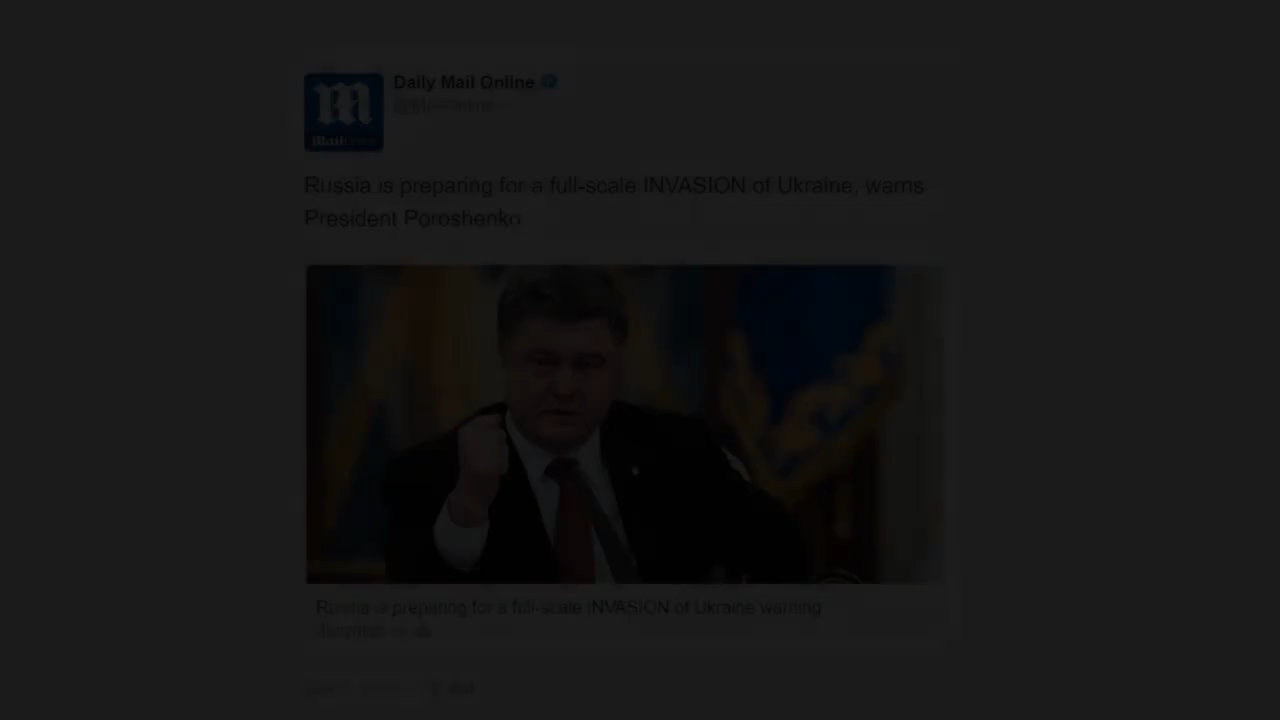 Daily Mail Online
Russia is preparing for a full-scale INVASION of Ukraine, warns
President Poroshenko
Russia is preparing for a full-scale INVASION of Ukraine warning